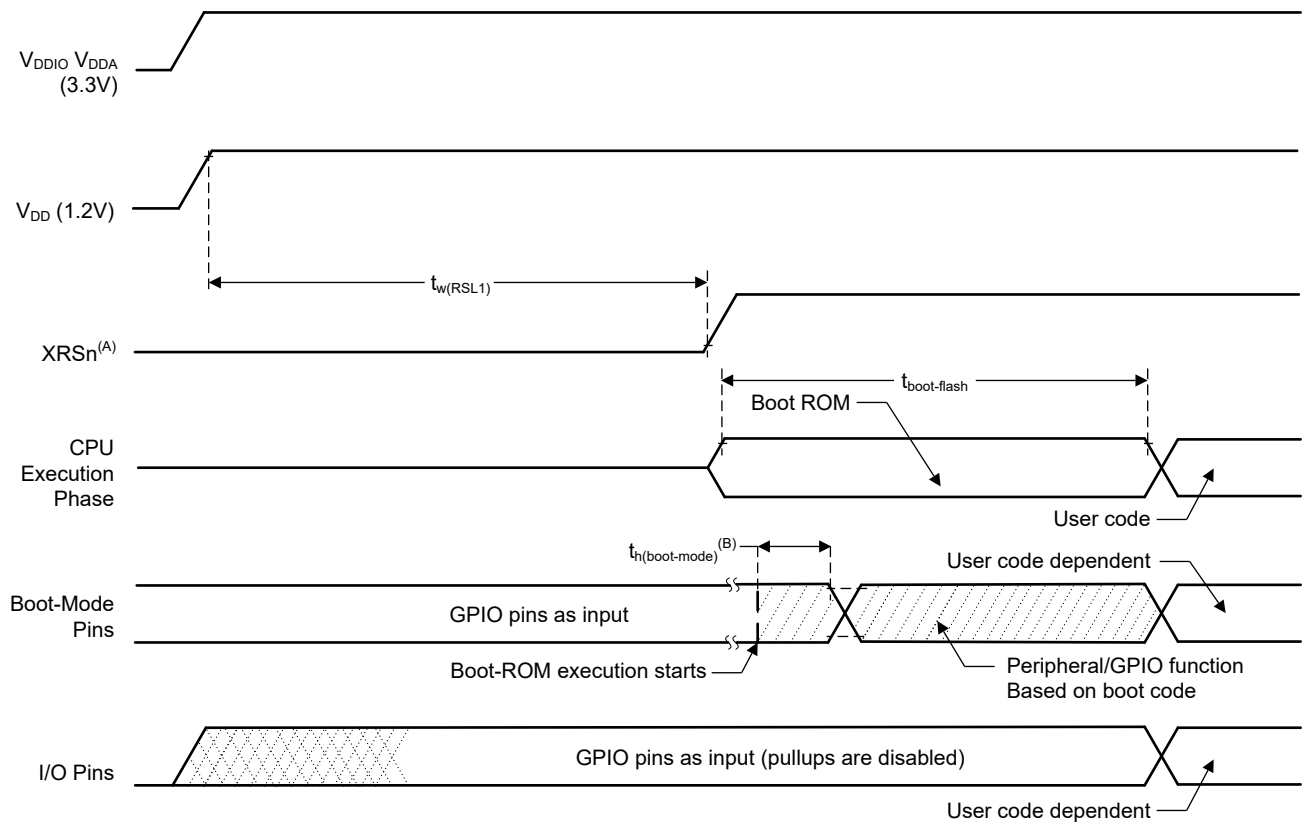 VDDIO VDDA
(3.3V)
VDD (1.2V)
tw(RSL1)
XRSn(A)
tboot-flash
Boot ROM
CPU
Execution
Phase
User code
th(boot-mode)(B)
User code dependent
Boot-Mode
Pins
GPIO pins as input
Boot-ROM execution starts
Peripheral/GPIO function
Based on boot code
I/O Pins
GPIO pins as input (pullups are disabled)
User code dependent